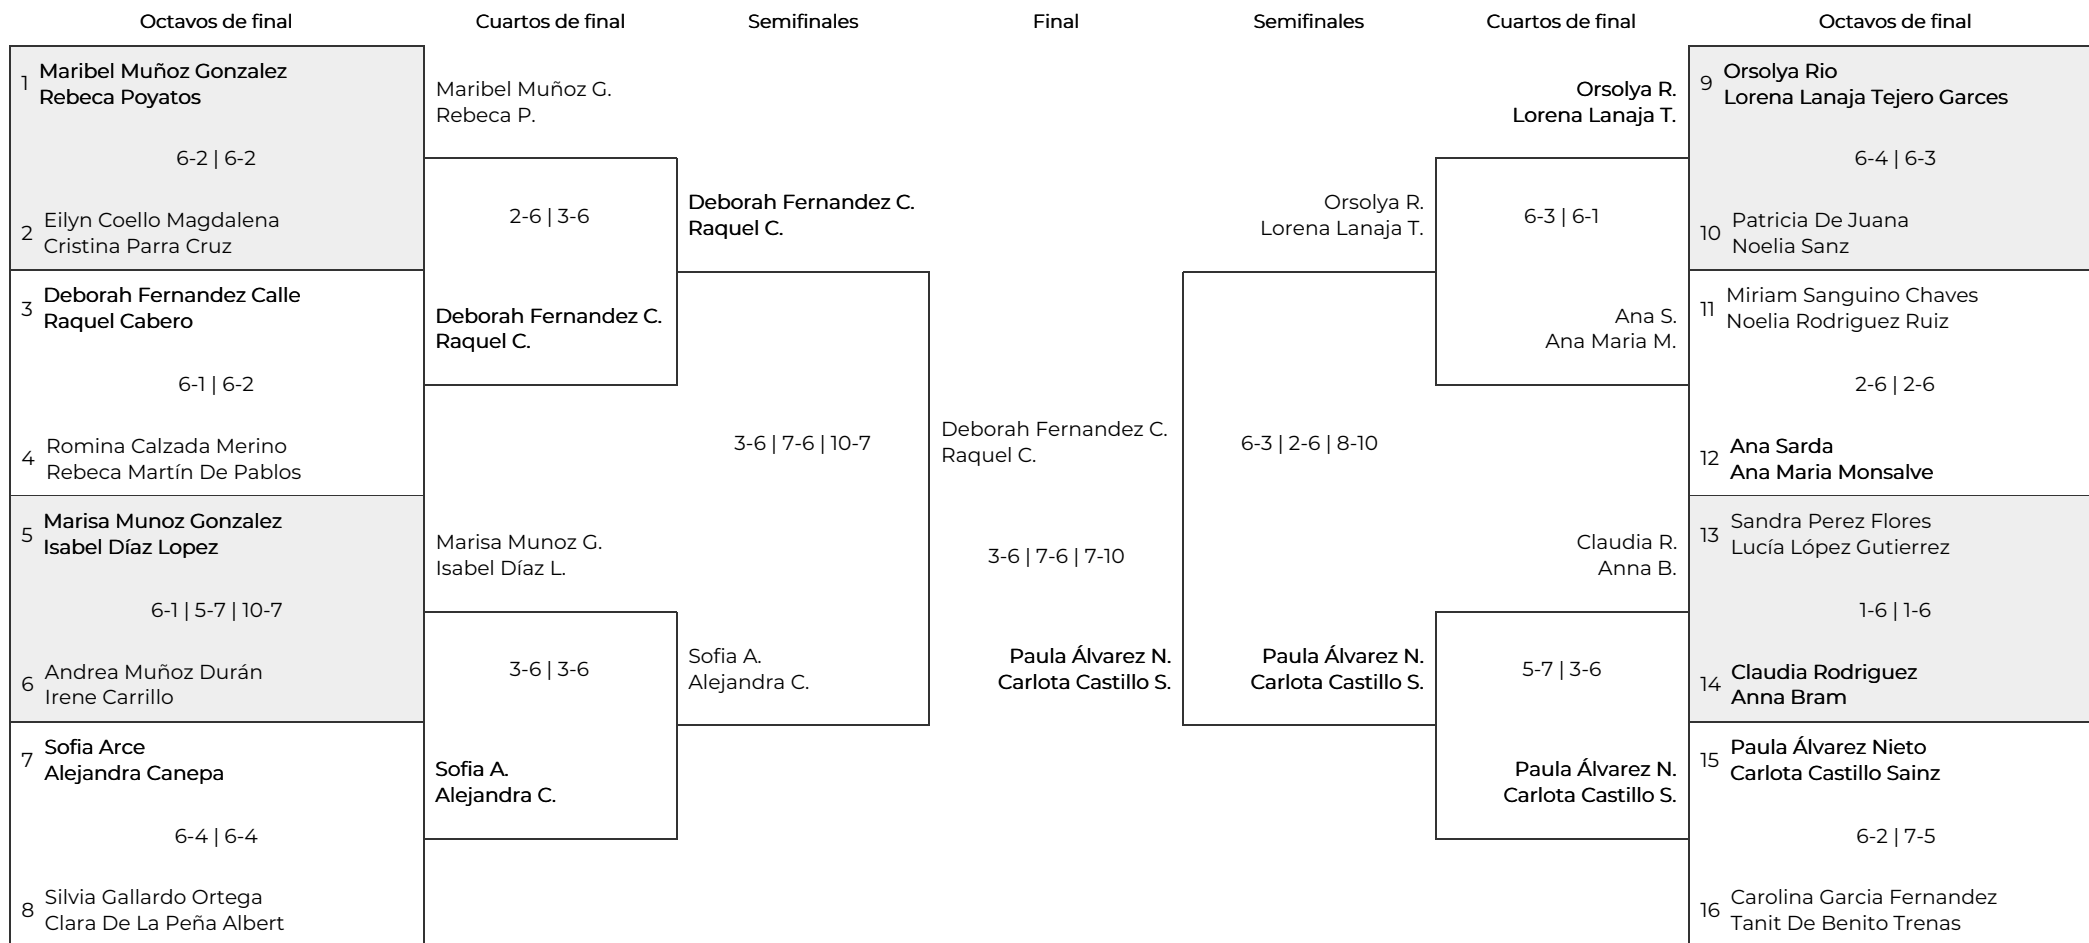 Octavos de final
Cuartos de final
Semifinales
Final
Semifinales
Cuartos de final
Octavos de final
1
Maribel Muñoz Gonzalez
Rebeca Poyatos
6-2 | 6-2
2
Eilyn Coello Magdalena
Cristina Parra Cruz
3
Deborah Fernandez Calle
Raquel Cabero
6-1 | 6-2
4
Romina Calzada Merino
Rebeca Martín De Pablos
5
Marisa Munoz Gonzalez
Isabel Díaz Lopez
6-1 | 5-7 | 10-7
6
Andrea Muñoz Durán
Irene Carrillo
7
Sofia Arce
Alejandra Canepa
6-4 | 6-4
8
Silvia Gallardo Ortega
Clara De La Peña Albert
Maribel Muñoz G.
Rebeca P.
2-6 | 3-6
Deborah Fernandez C.
Raquel C.
Marisa Munoz G.
Isabel Díaz L.
3-6 | 3-6
Sofia A.
Alejandra C.
Deborah Fernandez C.
Raquel C.
3-6 | 7-6 | 10-7
Sofia A.
Alejandra C.
Deborah Fernandez C.
Raquel C.
3-6 | 7-6 | 7-10
Paula Álvarez N.
Carlota Castillo S.
Orsolya R.
Lorena Lanaja T.
6-3 | 2-6 | 8-10
Paula Álvarez N.
Carlota Castillo S.
Orsolya R.
Lorena Lanaja T.
6-3 | 6-1
Ana S.
Ana Maria M.
Claudia R.
Anna B.
5-7 | 3-6
Paula Álvarez N.
Carlota Castillo S.
9
Orsolya Rio
Lorena Lanaja Tejero Garces
6-4 | 6-3
10
Patricia De Juana
Noelia Sanz
11
Miriam Sanguino Chaves
Noelia Rodriguez Ruiz
2-6 | 2-6
12
Ana Sarda
Ana Maria Monsalve
13
Sandra Perez Flores
Lucía López Gutierrez
1-6 | 1-6
14
Claudia Rodriguez
Anna Bram
15
Paula Álvarez Nieto
Carlota Castillo Sainz
6-2 | 7-5
16
Carolina Garcia Fernandez
Tanit De Benito Trenas